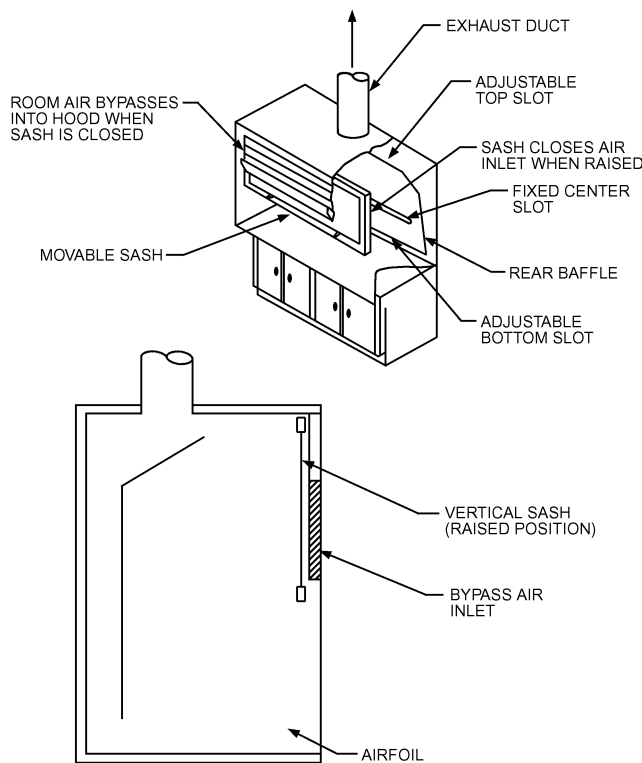 EXHAUST DUCT
ADJUSTABLE
TOP SLOT
ROOM AIR BYPASSES
INTO HOOD WHEN
SASH IS CLOSED
SASH CLOSES AIR
INLET WHEN RAISED
FIXED CENTER
SLOT
MOVABLE SASH
REAR BAFFLE
ADJUSTABLE
BOTTOM SLOT
VERTICAL SASH
(RAISED POSITION)
BYPASS AIR
INLET
AIRFOIL